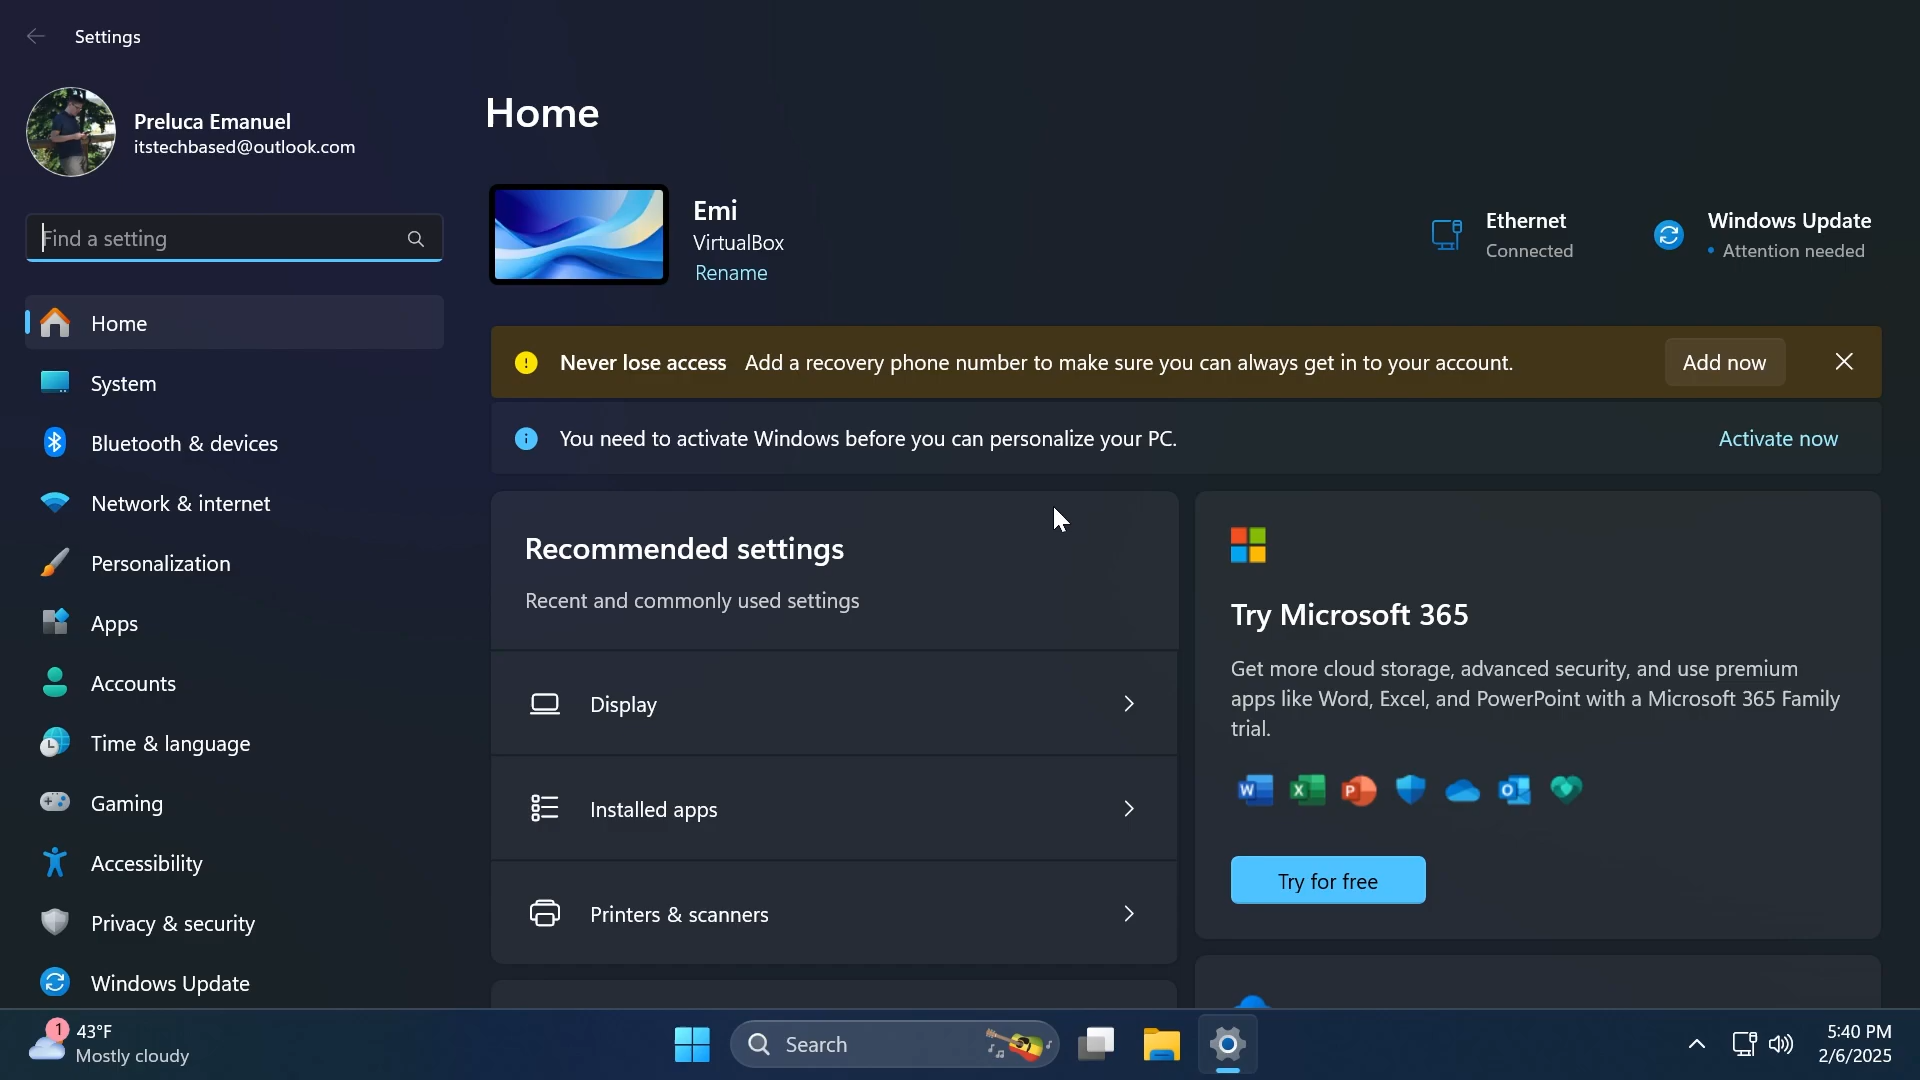 Settings
Preluca Emanuel
itstechbased@outlook.com
Find a setting
Home
System
Bluetooth & devices
Network & internet
Personalization
Apps
Accounts
Time & language
Gaming
Accessibility
Privacy & security
Windows Update
Home
Emi
VirtualBox
Rename
Ethernet
Connected
Windows Update
• Attention needed
Never lose access Add a recovery phone number to make sure you can always get in to your account. Add now
You need to activate Windows before you can personalize your PC. Activate now
Recommended settings
Recent and commonly used settings
Display
Installed apps
Printers & scanners
Try Microsoft 365
Get more cloud storage, advanced security, and use premium
apps like Word, Excel, and PowerPoint with a Microsoft 365 Family
trial.
W X P O
Try for free
1
43°F
Mostly cloudy
Search
5:40 PM
2/6/2025